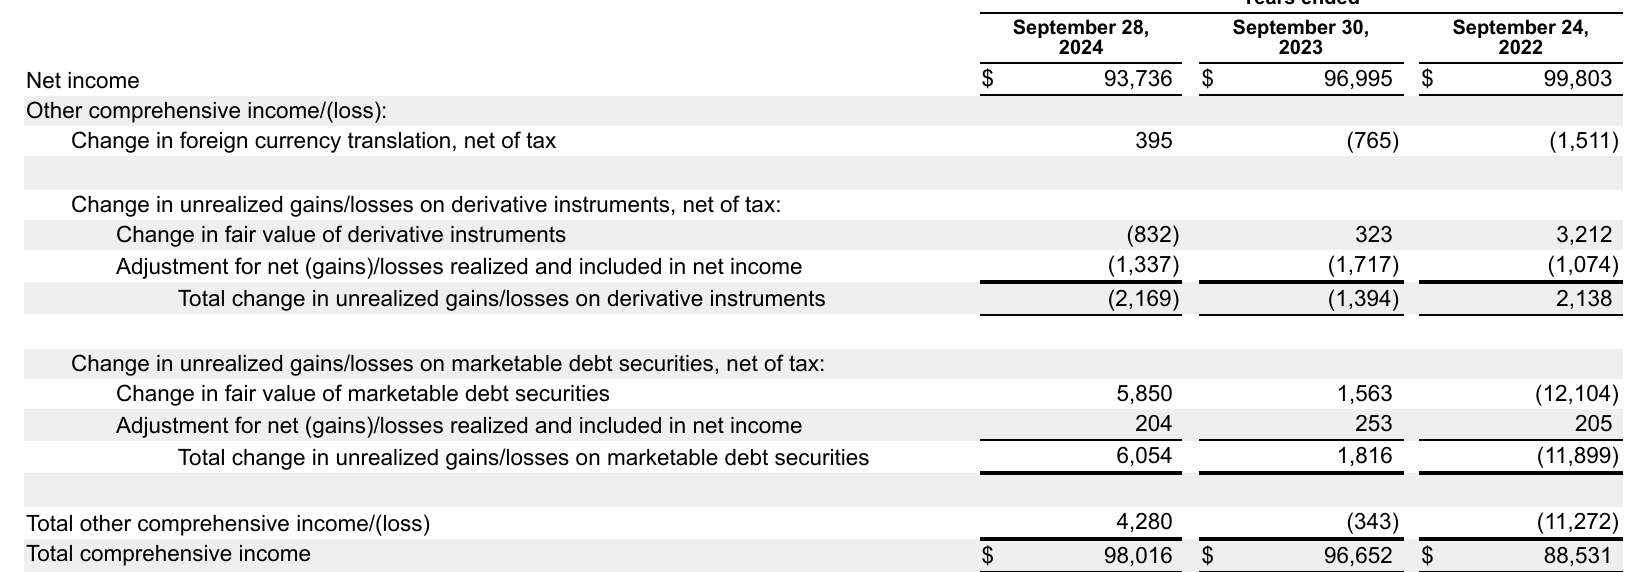 Years ended
September 28, 2024 September 30, 2023 September 24, 2022
Net income $ 93,736 $ 96,995 $ 99,803
Other comprehensive income/(loss):
Change in foreign currency translation, net of tax 395 (765) (1,511)
Change in unrealized gains/losses on derivative instruments, net of tax:
Change in fair value of derivative instruments (832) 323 3,212
Adjustment for net (gains)/losses realized and included in net income (1,337) (1,717) (1,074)
Total change in unrealized gains/losses on derivative instruments (2,169) (1,394) 2,138
Change in unrealized gains/losses on marketable debt securities, net of tax:
Change in fair value of marketable debt securities 5,850 1,563 (12,104)
Adjustment for net (gains)/losses realized and included in net income 204 253 205
Total change in unrealized gains/losses on marketable debt securities 6,054 1,816 (11,899)
Total other comprehensive income/(loss) 4,280 (343) (11,272)
Total comprehensive income $ 98,016 $ 96,652 $ 88,531